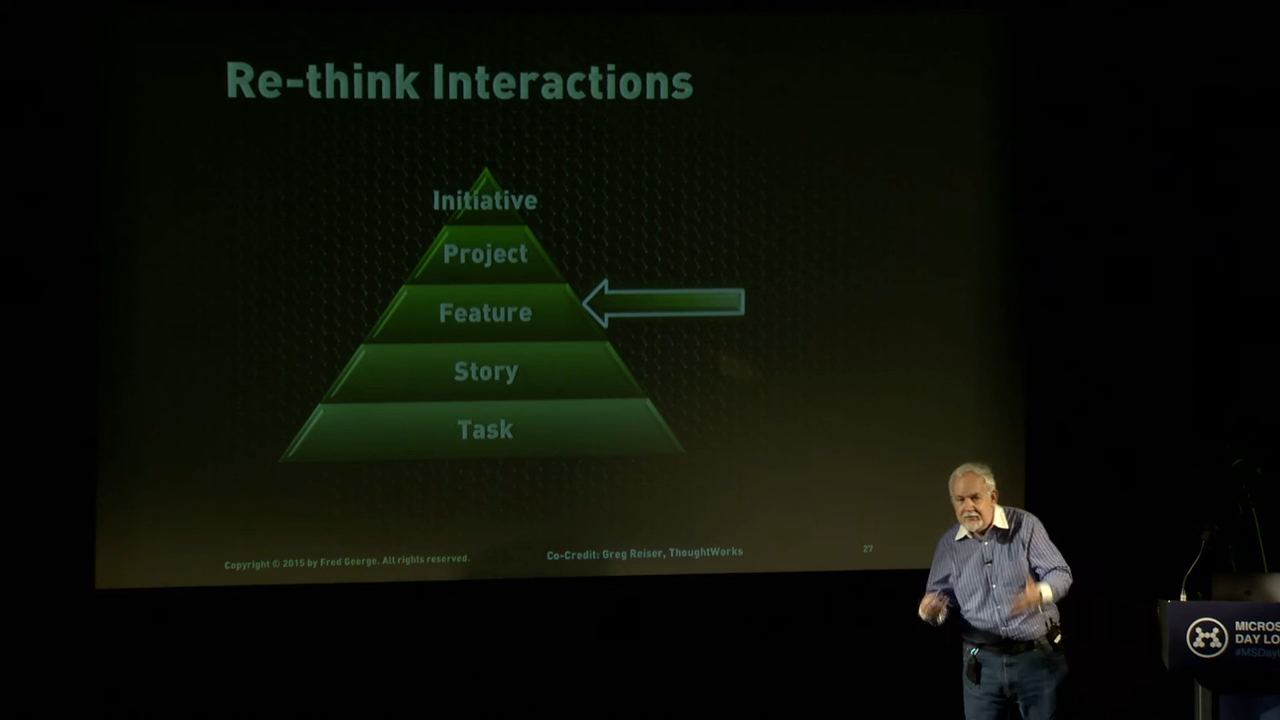 Re-think Interactions
Initiative
Project
Feature
Story
Task
Copyright © 2015 by Fred George. All rights reserved.
Co-Credit: Greg Reiser, ThoughtWorks
27
MICROS
DAY LO
#MSDay